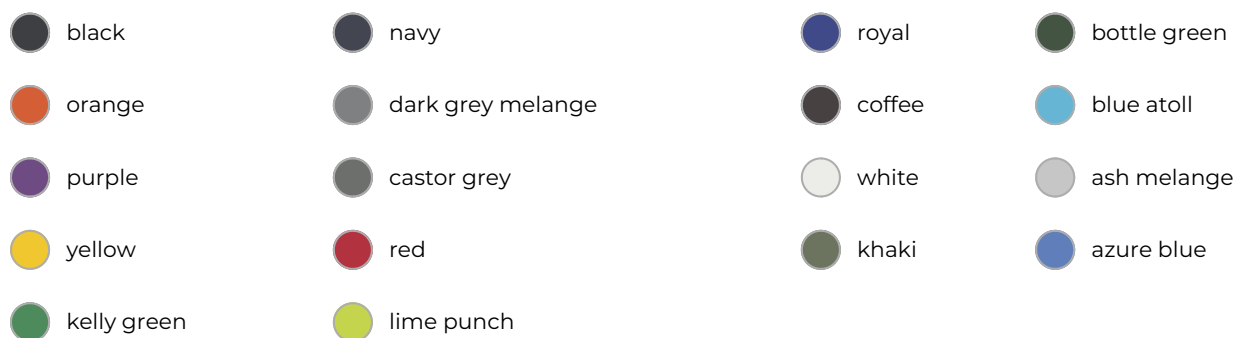 black
orange
purple
yellow
kelly green
navy
dark grey melange
castor grey
red
lime punch
royal
coffee
white
khaki
bottle green
blue atoll
ash melange
azure blue